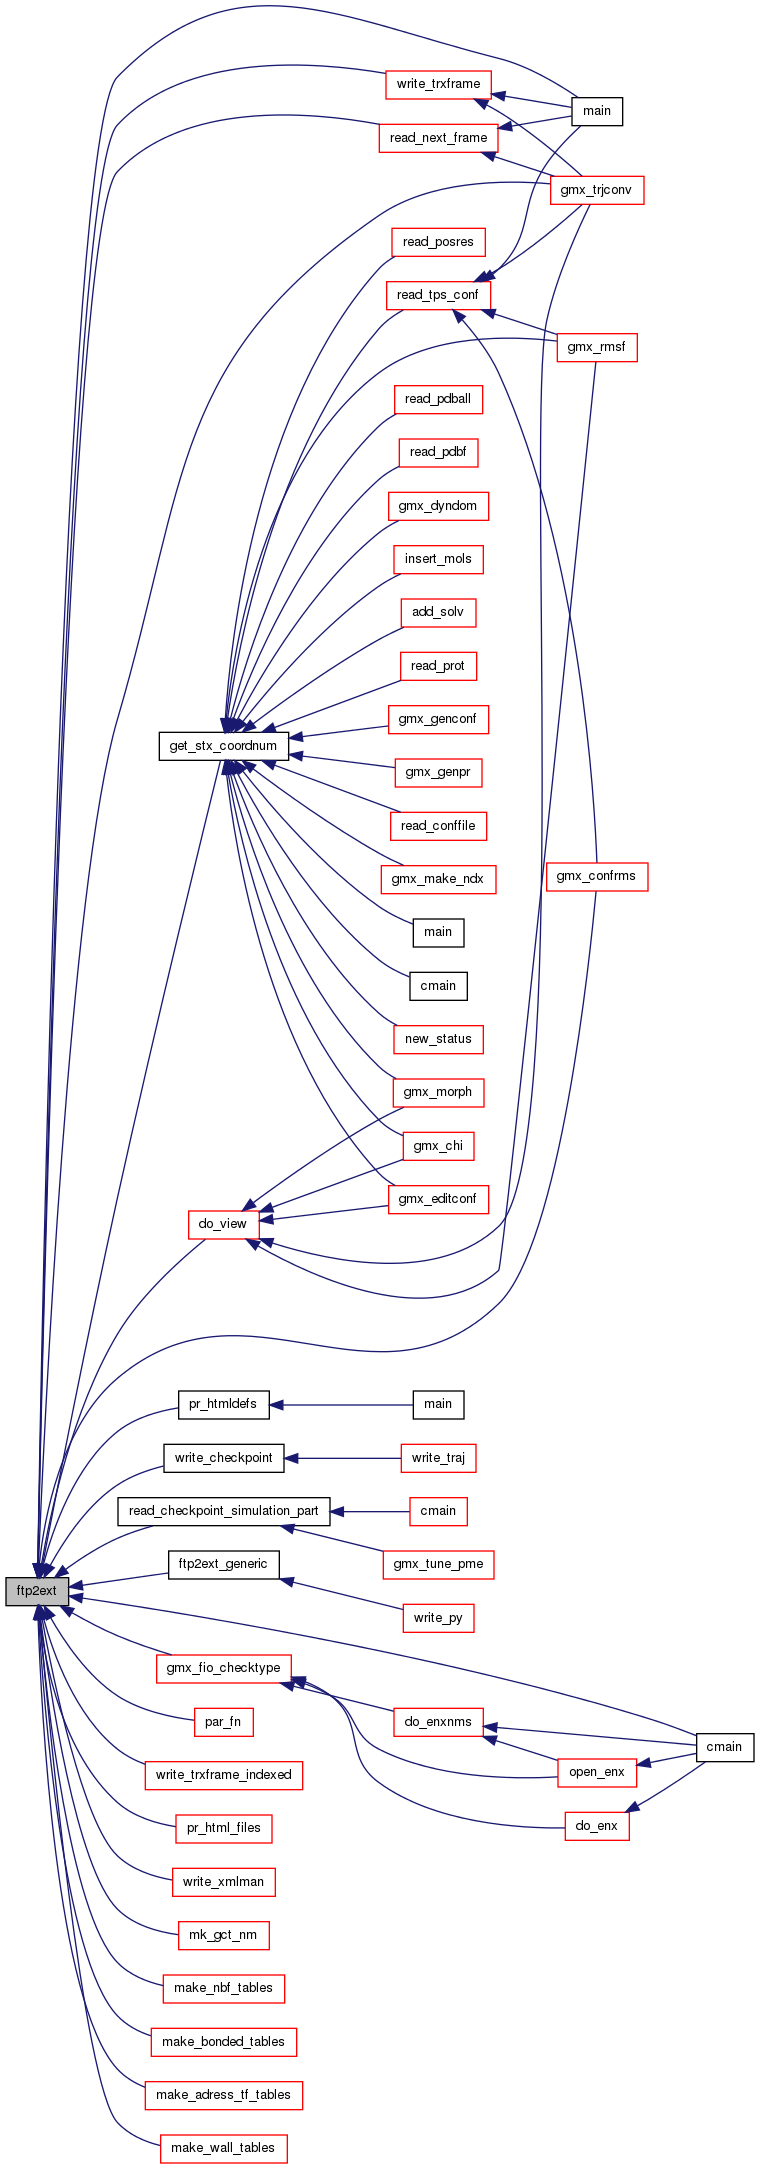 write_trxframe
main
read_next_frame
gmx_trjconv
read_posres
read_tps_conf
gmx_rmsf
read_pdball
read_pdbf
gmx_dyndom
insert_mols
add_solv
read_prot
gmx_genconf
get_stx_coordnum
gmx_genpr
read_conffile
gmx_make_ndx
gmx_confrms
main
cmain
new_status
gmx_morph
gmx_chi
gmx_editconf
do_view
pr_htmldefs
main
write_checkpoint
write_traj
read_checkpoint_simulation_part
cmain
ftp2ext_generic
gmx_tune_pme
ftp2ext
write_py
gmx_fio_checktype
par_fn
do_enxnms
cmain
write_trxframe_indexed
open_enx
pr_html_files
do_enx
write_xmlman
mk_gct_nm
make_nbf_tables
make_bonded_tables
make_adress_tf_tables
make_wall_tables